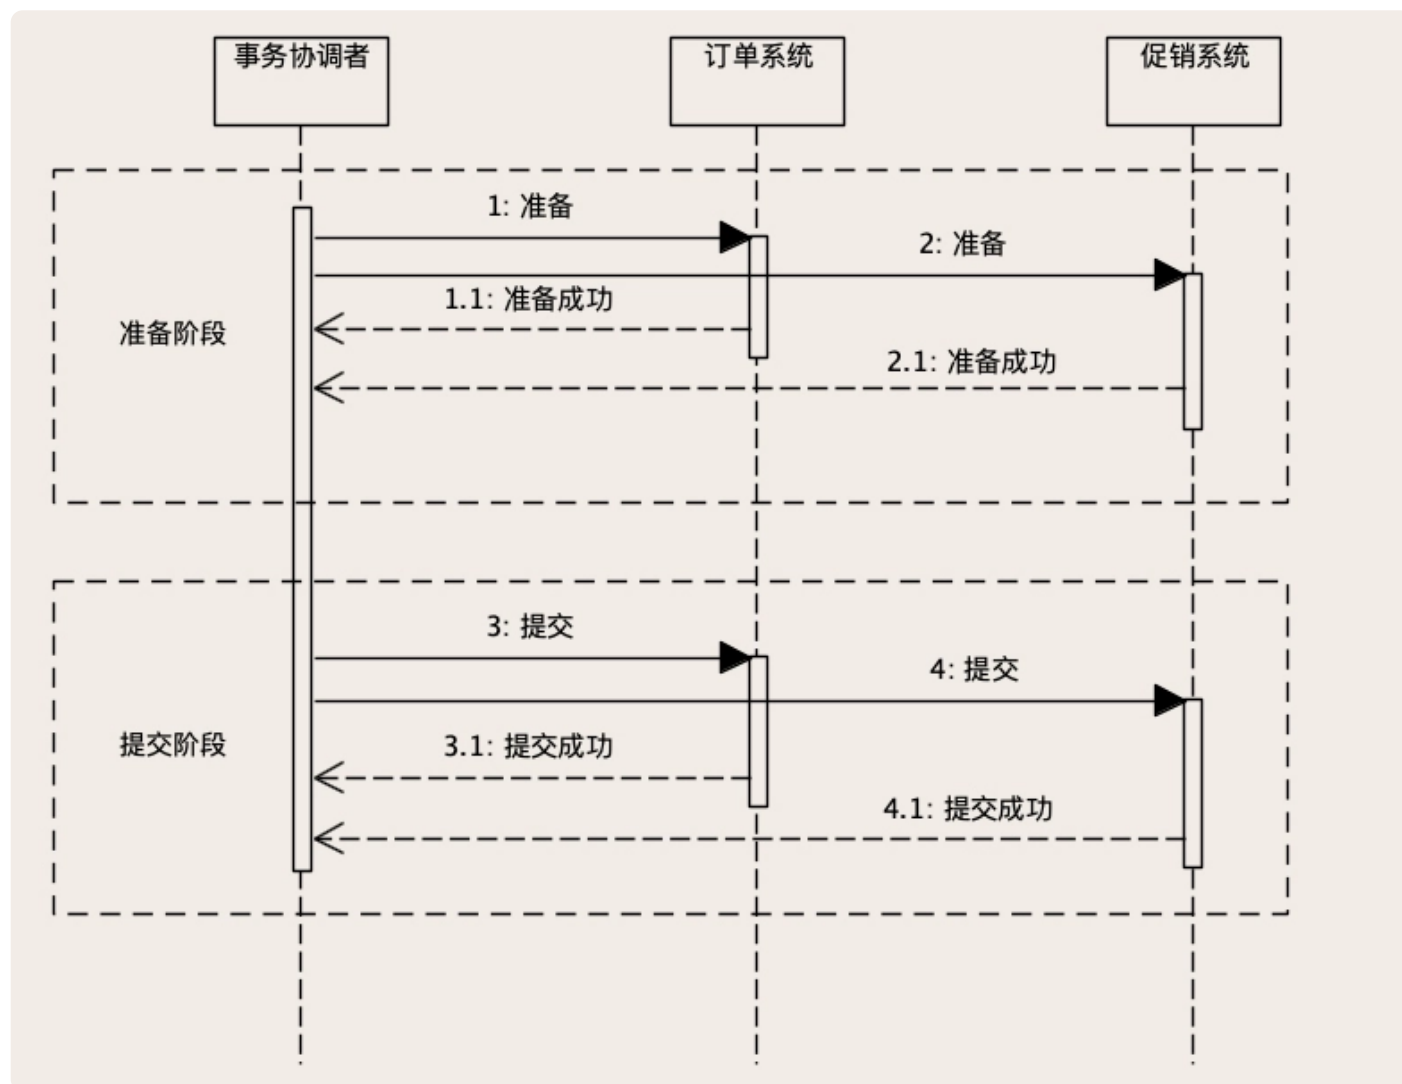 事务协调者
订单系统
促销系统
1: 准备
2: 准备
1.1: 准备成功
准备阶段
2.1: 准备成功
3: 提交
4: 提交
3.1: 提交成功
提交阶段
4.1: 提交成功